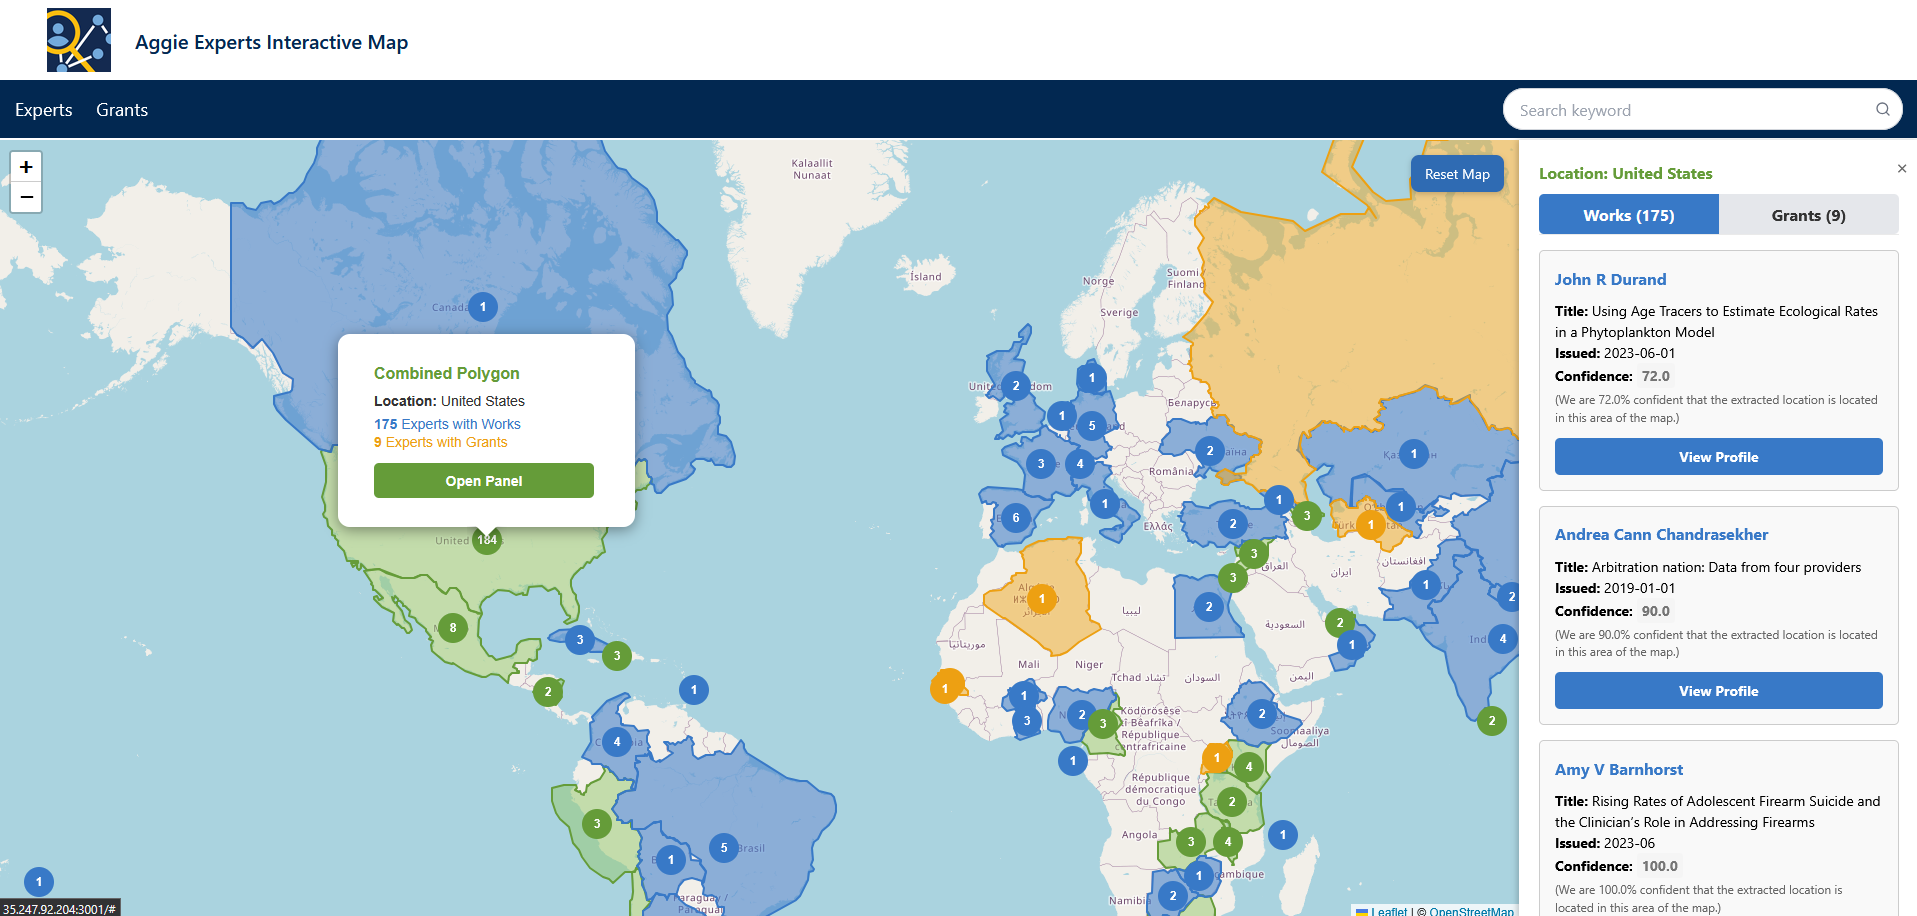 Aggie Experts Interactive Map
Experts Grants
Search keyword
+
−
Kalaallit
Nunaat
Reset Map
Ísland
Norge
Suomi
Finland
Sverige
Canada
1
Combined Polygon
Location: United States
175 Experts with Works
9 Experts with Grants
Open Panel
United
184
8
3
3
2
1
4
3
5
Brasil
1
1
Paraguay /
Paraguái
2
1
1
5
3
4
6
1
Беларусь
2
România
Ελλάς
2
1
3
1
1
1
3
3
العراق
ایران
افغانستان
1
2
4
2
1
ليبيا
2
السعودية
2
1
موريتانيا
Mali
Niger
Tchad تشاد
السودان
اليمن
1
1
3
2
3
1
Ködörösêse
tî Bêafrîka /
République
centrafricaine
2
Soomaaliya
الصومال
1
4
République
démocratique
du Congo
2
Angola
3
4
1
1
2
Namibia
35.247.92.204:3001/#
Leaflet | © OpenStreetMap
Location: United States
×
Works (175)
Grants (9)
John R Durand
Title: Using Age Tracers to Estimate Ecological Rates
in a Phytoplankton Model
Issued: 2023-06-01
Confidence: 72.0
(We are 72.0% confident that the extracted location is located
in this area of the map.)
View Profile
Andrea Cann Chandrasekher
Title: Arbitration nation: Data from four providers
Issued: 2019-01-01
Confidence: 90.0
(We are 90.0% confident that the extracted location is located
in this area of the map.)
View Profile
Amy V Barnhorst
Title: Rising Rates of Adolescent Firearm Suicide and
the Clinician’s Role in Addressing Firearms
Issued: 2023-06
Confidence: 100.0
(We are 100.0% confident that the extracted location is
located in this area of the map.)